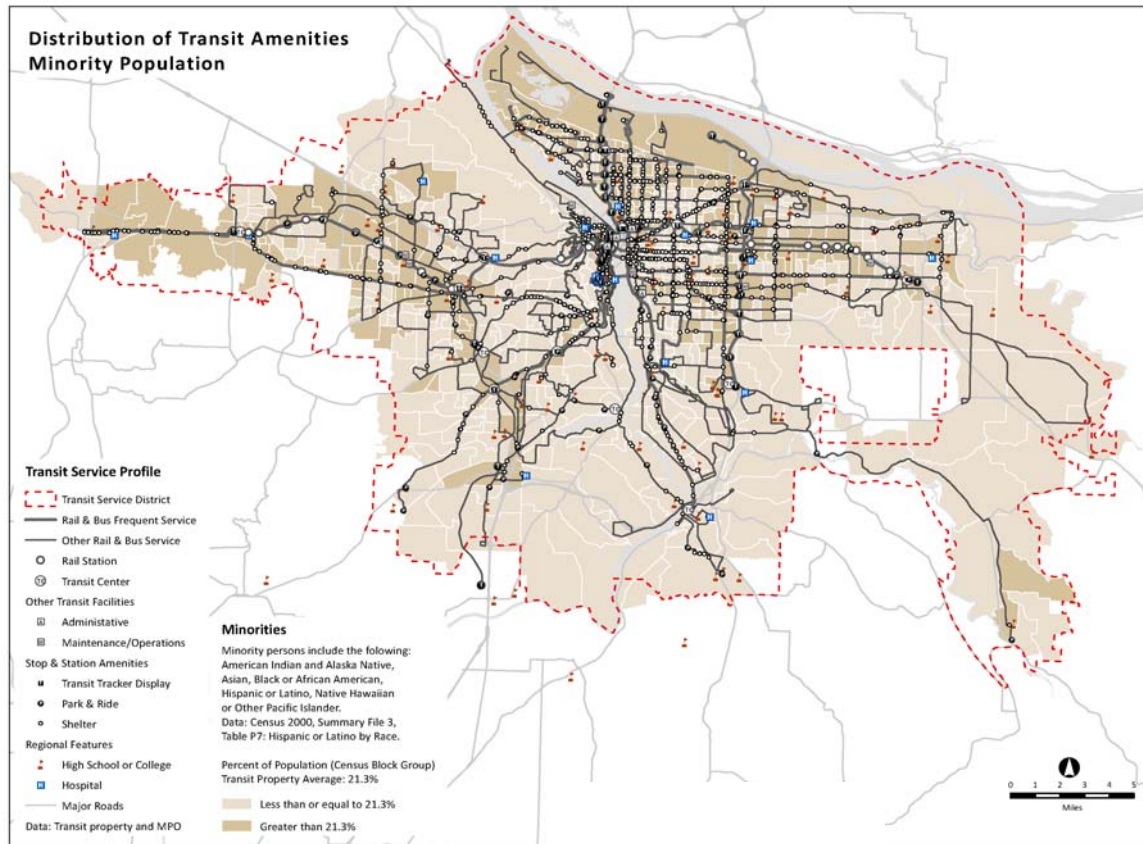 Distribution of Transit Amenities
Minority Population
Transit Service Profile
Transit Service District
Rail & Bus Frequent Service
Other Rail & Bus Service
Rail Station
TC
Transit Center
Other Transit Facilities
Administative
Maintenance/Operations
Stop & Station Amenities
Transit Tracker Display
Park & Ride
Shelter
Regional Features
High School or College
H
Hospital
Major Roads
Data: Transit property and MPO
Minorities
Minority persons include the folowing:
American Indian and Alaska Native,
Asian, Black or African American,
Hispanic or Latino, Native Hawaiian
or Other Pacific Islander.
Data: Census 2000, Summary File 3,
Table P7: Hispanic or Latino by Race.
Percent of Population (Census Block Group)
Transit Property Average: 21.3%
Less than or equal to 21.3%
Greater than 21.3%
0 1 2 3 4 5
Miles